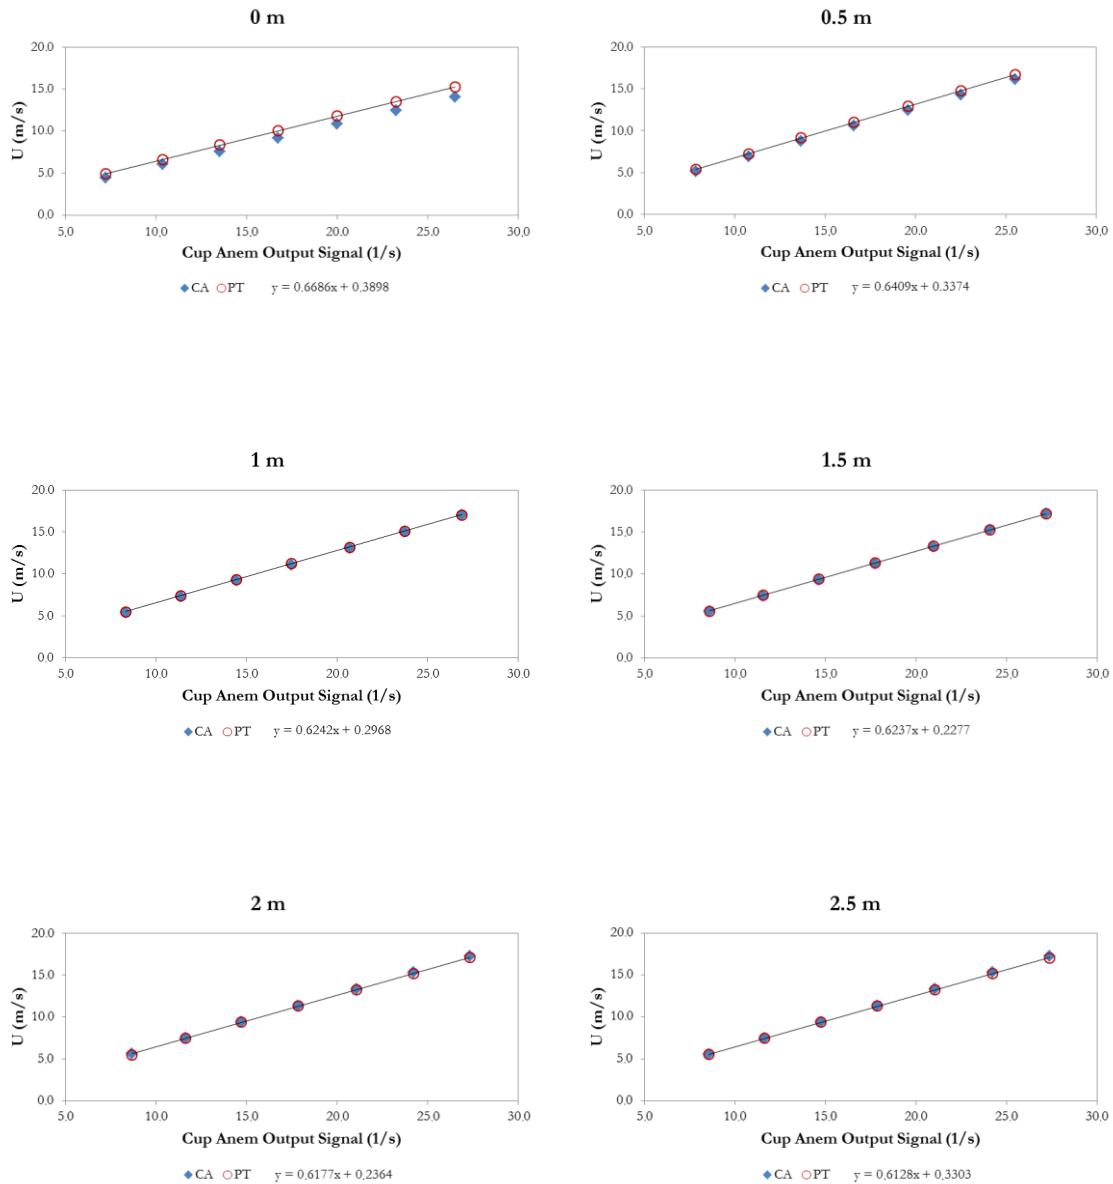 0 m
20.0
15.0
10.0
5.0
0.0
U (m/s)
5,0 10,0 15,0 20,0 25,0 30,0
Cup Anem Output Signal (1/s)
CA PT y = 0.6686x + 0.3898
0.5 m
20.0
15.0
10.0
5.0
0.0
U (m/s)
5,0 10,0 15,0 20,0 25,0 30,0
Cup Anem Output Signal (1/s)
CA PT y = 0.6409x + 0.3374
1 m
20.0
15.0
10.0
5.0
0.0
U (m/s)
5,0 10,0 15,0 20,0 25,0 30,0
Cup Anem Output Signal (1/s)
CA PT y = 0.6242x + 0.2968
1.5 m
20.0
15.0
10.0
5.0
0.0
U (m/s)
5,0 10,0 15,0 20,0 25,0 30,0
Cup Anem Output Signal (1/s)
CA PT y = 0,6237x + 0,2277
2 m
20.0
15.0
10.0
5.0
0.0
U (m/s)
5,0 10,0 15,0 20,0 25,0 30,0
Cup Anem Output Signal (1/s)
CA PT y = 0,6177x + 0,2364
2.5 m
20.0
15.0
10.0
5.0
0.0
U (m/s)
5,0 10,0 15,0 20,0 25,0 30,0
Cup Anem Output Signal (1/s)
CA PT y = 0,6128x + 0,3303